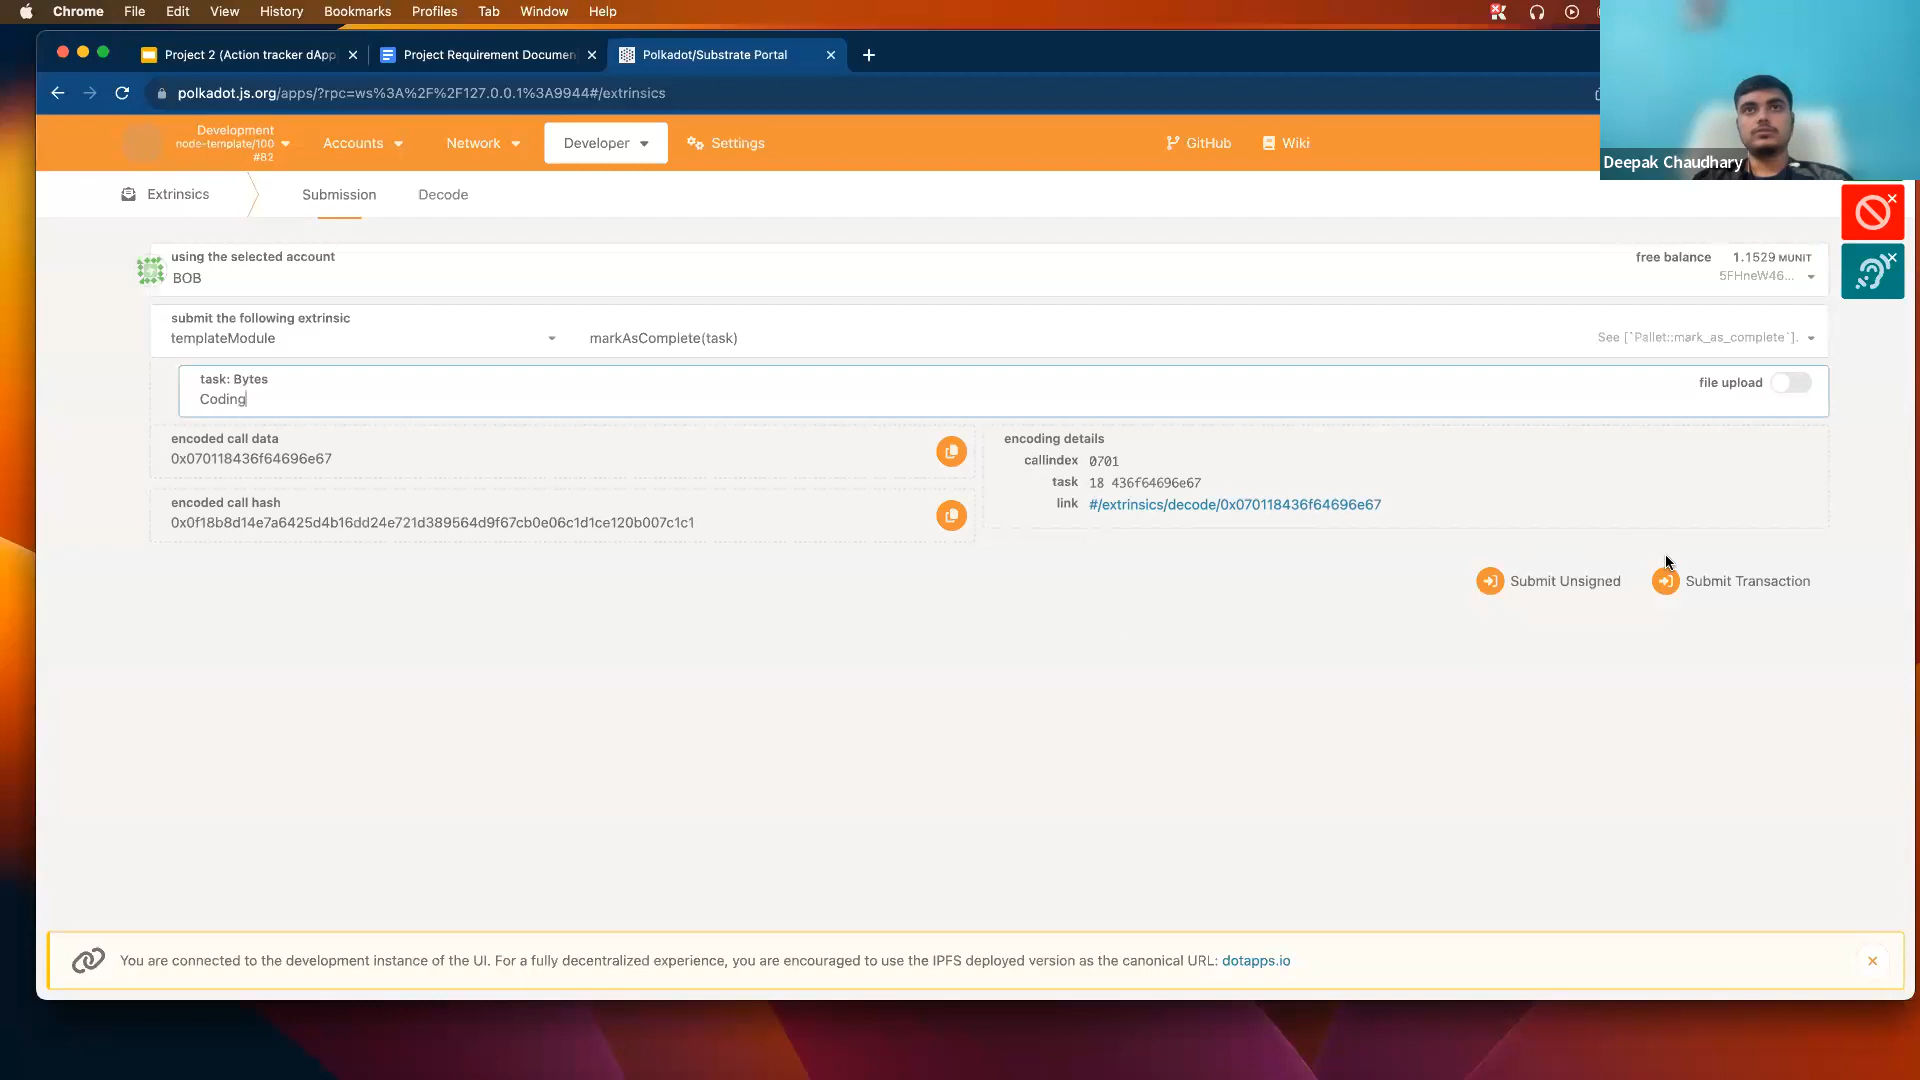 Chrome File Edit View History Bookmarks Profiles Tab Window Help
Project 2 (Action tracker dApp
Project Requirement Documen
Polkadot/Substrate Portal
polkadot.js.org/apps/?rpc=ws%3A%2F%2F127.0.0.1%3A9944#/extrinsics
Development
node-template/100
#82
Accounts
Network
Developer
Settings
GitHub
Wiki
Deepak Chaudhary
Extrinsics
Submission
Decode
using the selected account
BOB
free balance 1.1529 MUNIT
5FHneW46...
submit the following extrinsic
templateModule
markAsComplete(task)
See [`Pallet::mark_as_complete`].
task: Bytes
Coding
file upload
encoded call data
0x070118436f64696e67
encoded call hash
0x0f18b8d14e7a6425d4b16dd24e721d389564d9f67cb0e06c1d1ce120b007c1c1
encoding details
callindex 0701
task 18 436f64696e67
link #/extrinsics/decode/0x070118436f64696e67
Submit Unsigned
Submit Transaction
You are connected to the development instance of the UI. For a fully decentralized experience, you are encouraged to use the IPFS deployed version as the canonical URL: dotapps.io